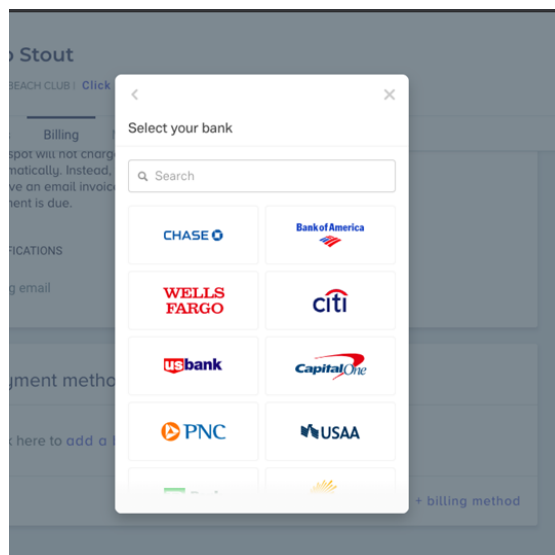 Stout
BEACH CLUB | Click
Billing
spot will not charg
matically. Instead,
ve an email invoice
ment is due.
FICATIONS
g email
yment metho
k here to add a b
+ billing method
Select your bank
Search
CHASE
Bank of America
WELLS
FARGO
citi
usbank
Capital One
PNC
USAA